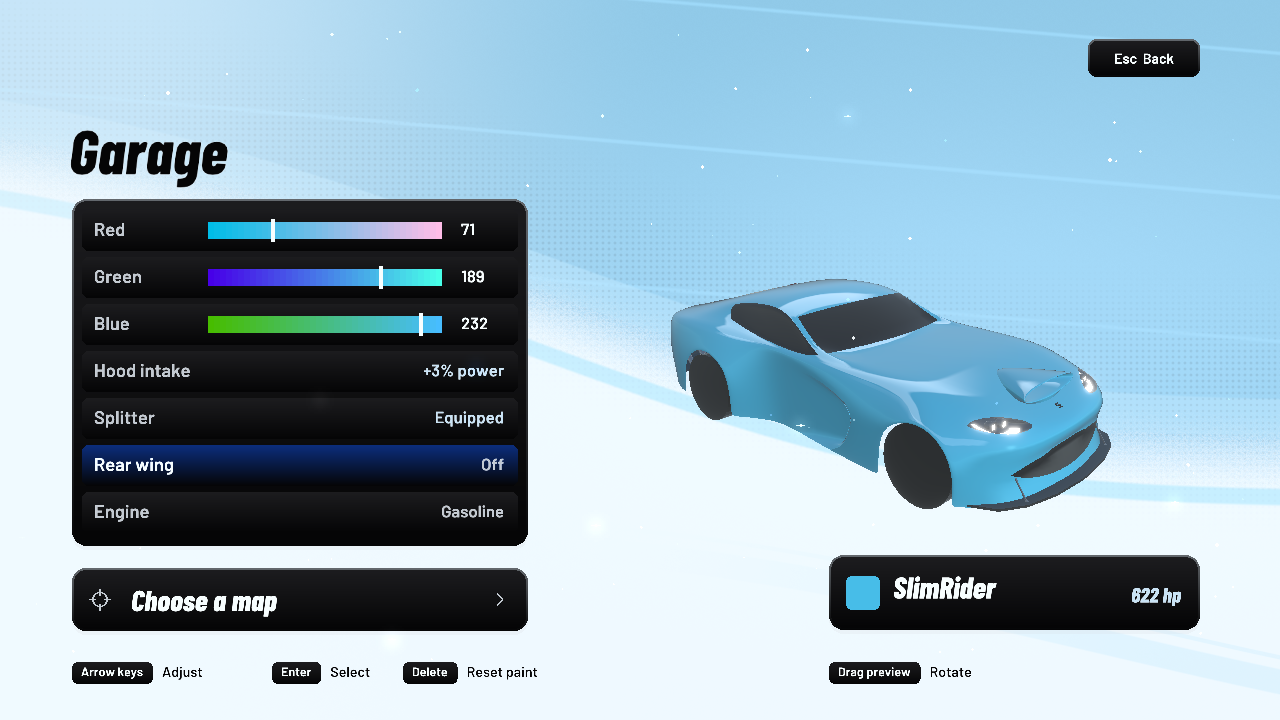 Esc Back
Garage
Red 71
Green 189
Blue 232
Hood intake +3% power
Splitter Equipped
Rear wing Off
Engine Gasoline
Choose a map
SlimRider 622 hp
Arrow keys Adjust Enter Select Delete Reset paint Drag preview Rotate